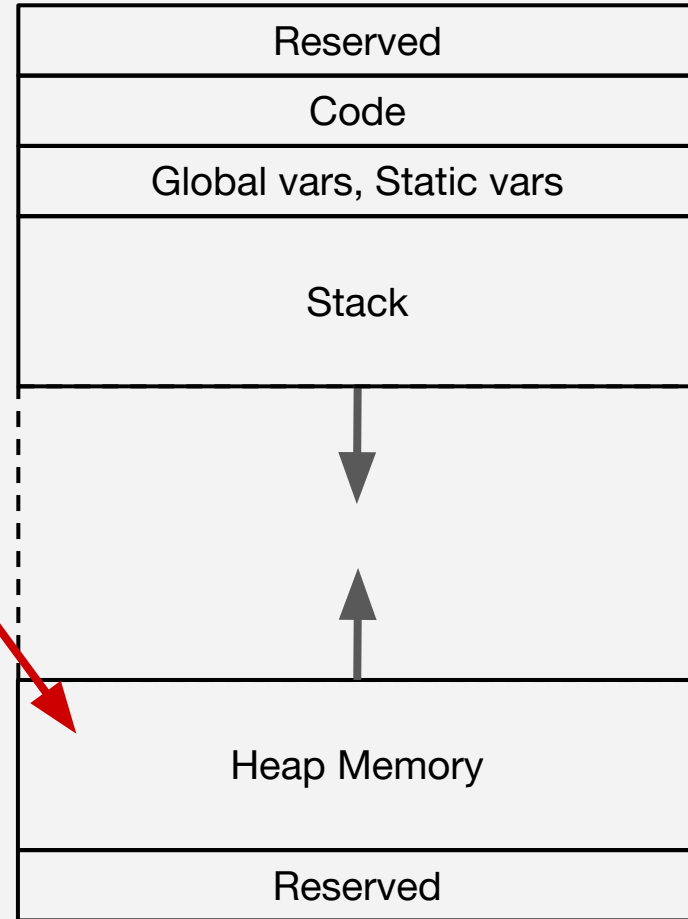 Reserved
Code
Global vars, Static vars
Stack
Heap Memory
Reserved